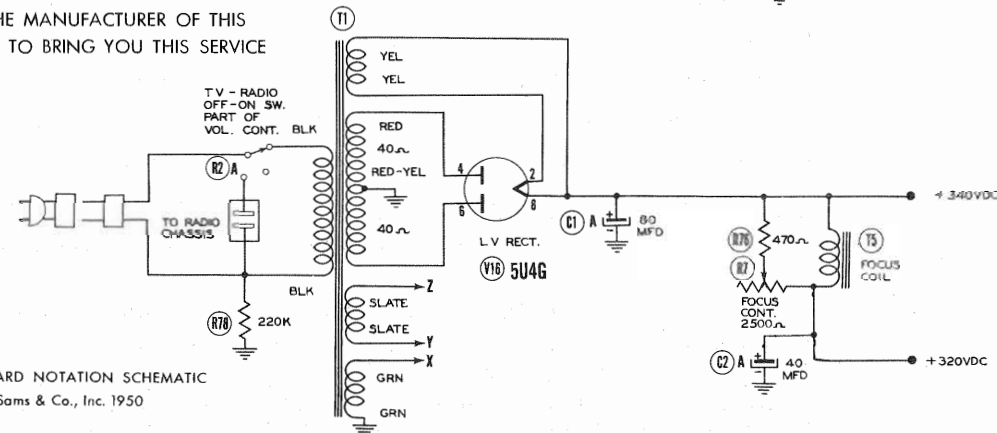 HE MANUFACTURER OF THIS
TO BRING YOU THIS SERVICE
T1
YEL
YEL
TV - RADIO
OFF-ON SW.
PART OF
VOL. CONT.
BLK
R2 A
RED
40Ω
RED-YEL
40Ω
4
6
2
8
L V RECT.
V16 5U4G
TO RADIO
CHASSIS
BLK
R78
220K
SLATE
SLATE
Z
Y
X
GRN
GRN
C1 A
80
MFD
+ 340VDC
R76
470Ω
R7
FOCUS
CONT.
2500Ω
T5
FOCUS
COIL
C2 A
40
MFD
+320VDC
ARD NOTATION SCHEMATIC
Sams & Co., Inc. 1950